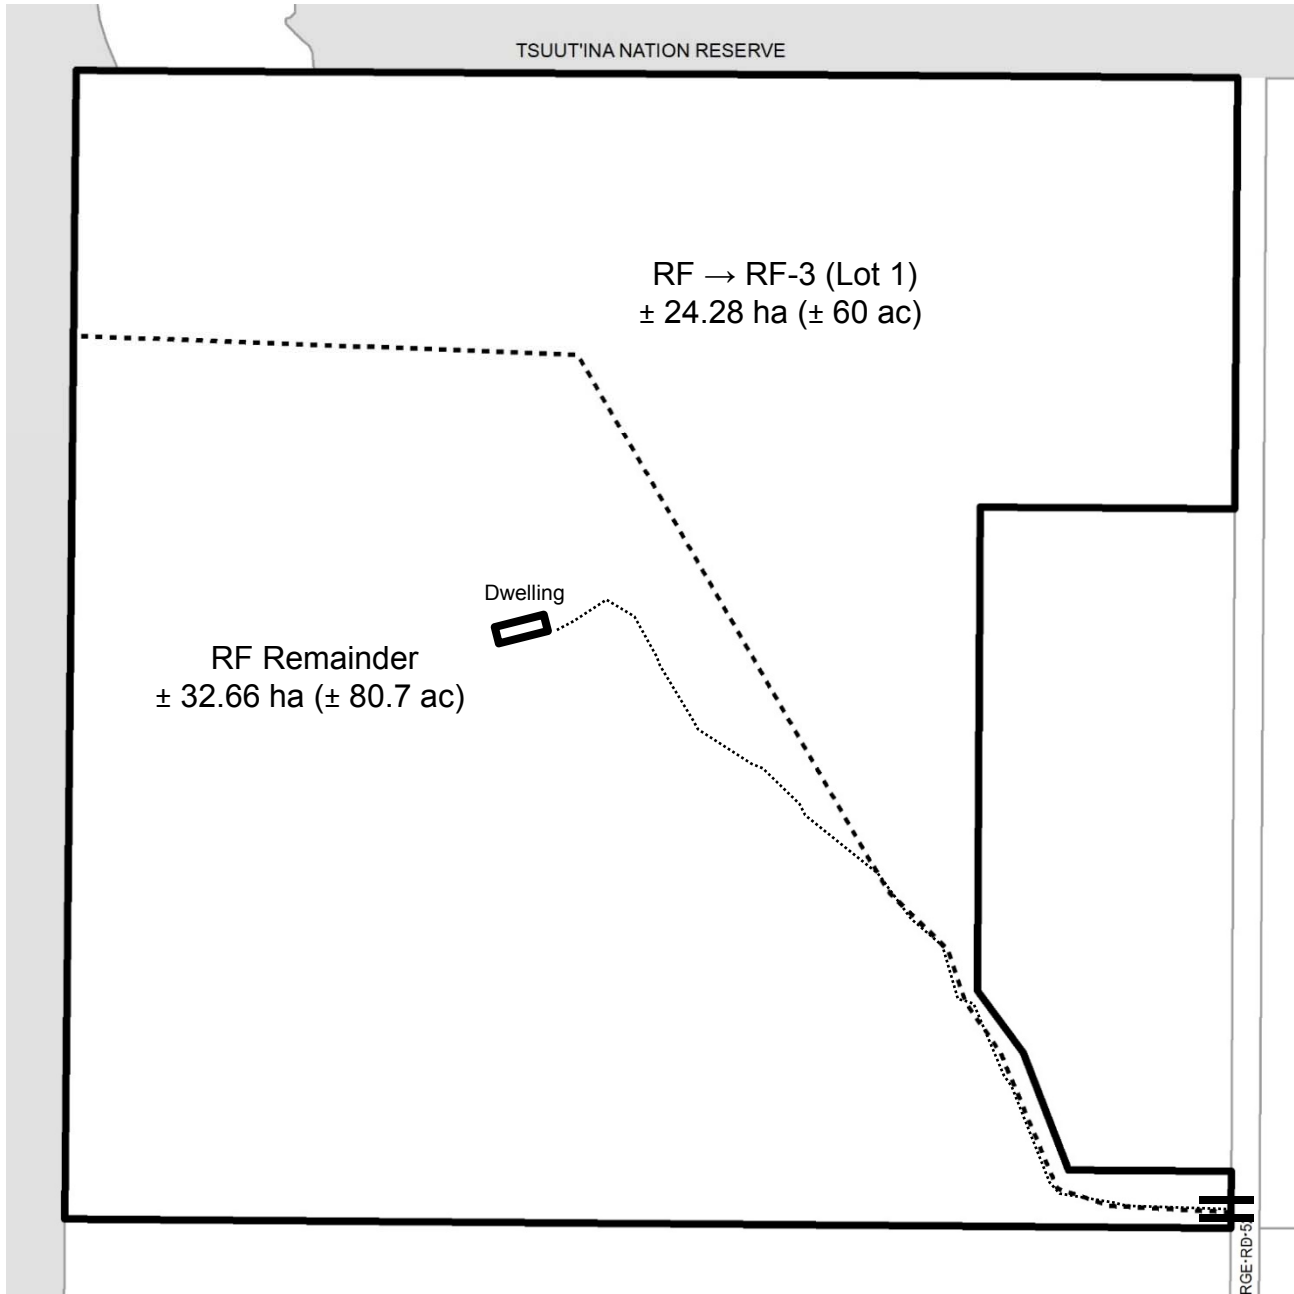 TSUUT'INA NATION RESERVE
RF → RF-3 (Lot 1)
± 24.28 ha (± 60 ac)
Dwelling
RF Remainder
± 32.66 ha (± 80.7 ac)
RGE-RD-5